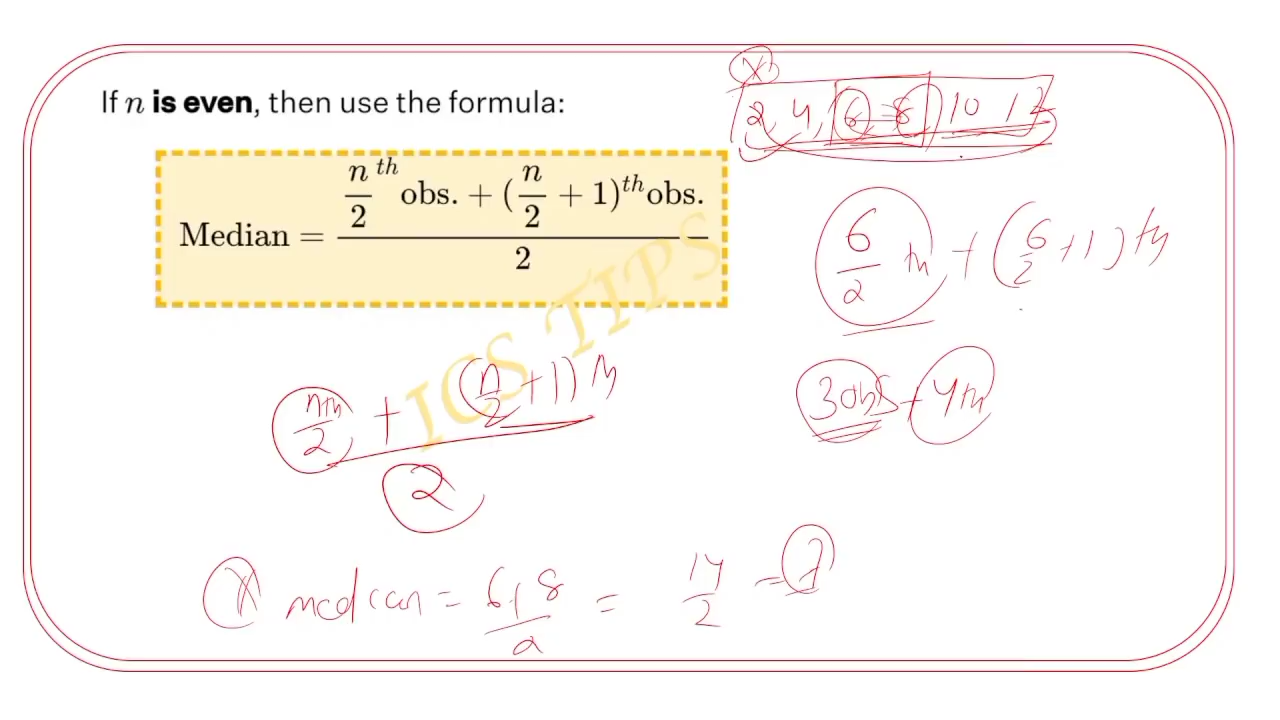 If n is even, then use the formula:
X
2, 4, 6 = 8, 10 12
Median = (n/2 th obs. + (n/2 + 1)th obs.) / 2
6/2 th + (6/2 + 1) th
ICS TIPS
(nth/2 + (n/2 + 1) th) / 2
3 obs + 4th
X median = 6+8/2 = 14/2 = 7